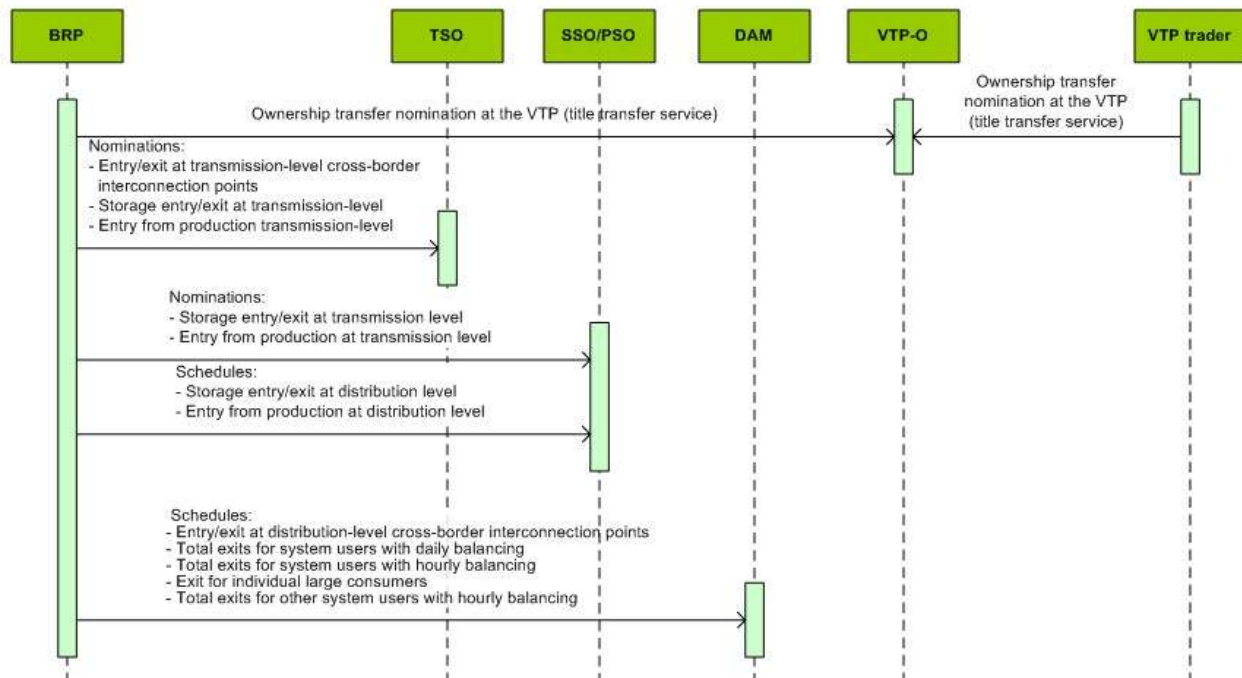 BRP
TSO
SSO/PSO
DAM
VTP-O
VTP trader
Ownership transfer nomination at the VTP (title transfer service)
Ownership transfer
nomination at the VTP
(title transfer service)
Nominations:
- Entry/exit at transmission-level cross-border
interconnection points
- Storage entry/exit at transmission-level
- Entry from production transmission-level
Nominations:
- Storage entry/exit at transmission level
- Entry from production at transmission level
Schedules:
- Storage entry/exit at distribution level
- Entry from production at distribution level
Schedules:
- Entry/exit at distribution-level cross-border interconnection points
- Total exits for system users with daily balancing
- Total exits for system users with hourly balancing
- Exit for individual large consumers
- Total exits for other system users with hourly balancing